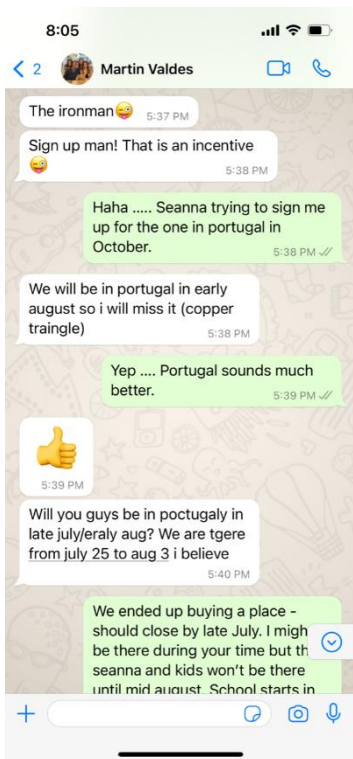 8:05
2
Martin Valdes
The ironman😜 5:37 PM
Sign up man! That is an incentive
😜
5:38 PM
Haha ..... Seanna trying to sign me
up for the one in portugal in
October.
5:38 PM
We will be in portugal in early
august so i will miss it (copper
traingle)
5:38 PM
Yep .... Portugal sounds much
better.
5:39 PM
👍
5:39 PM
Will you guys be in poctugaly in
late july/eraly aug? We are tgere
from july 25 to aug 3 i believe
5:40 PM
We ended up buying a place -
should close by late July. I migh
be there during your time but th
seanna and kids won't be there
until mid august. School starts in